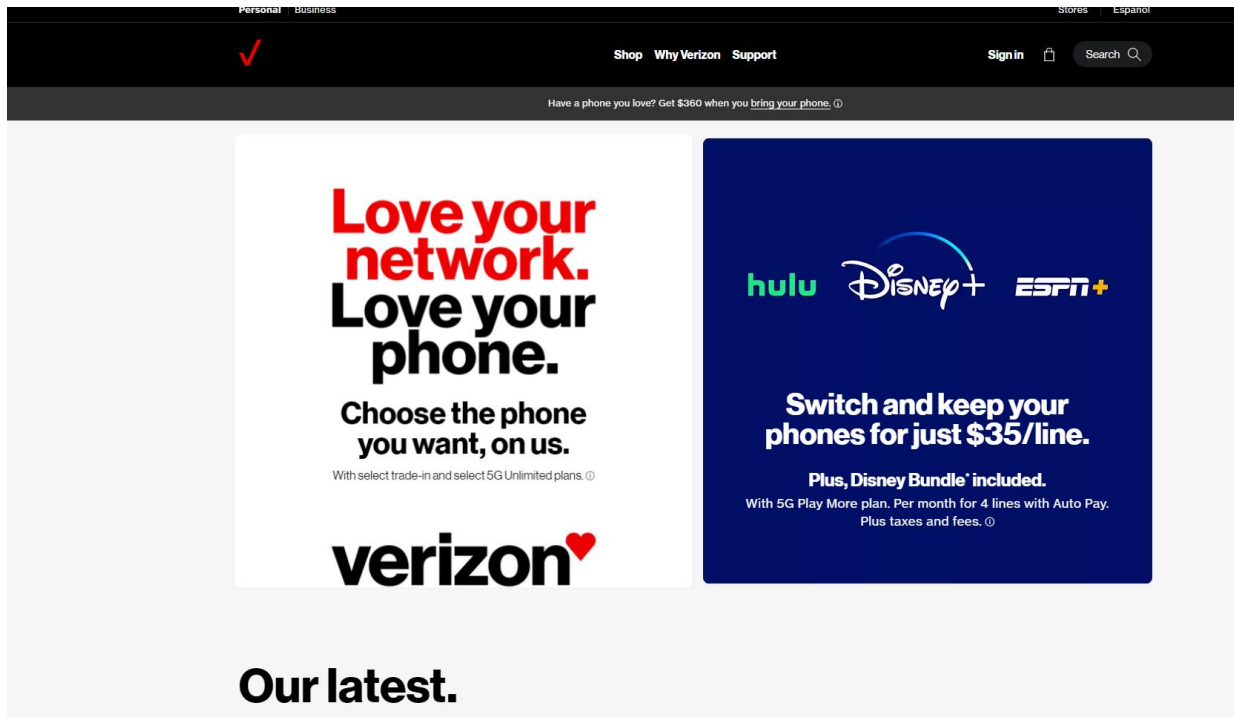 Personal Business
Stores Español
Shop Why Verizon Support
Sign in
Search
Have a phone you love? Get $360 when you bring your phone.
Love your
network.
Love your
phone.
Choose the phone
you want, on us.
With select trade-in and select 5G Unlimited plans.
verizon
hulu Disney+ ESPN+
Switch and keep your
phones for just $35/line.
Plus, Disney Bundle* included.
With 5G Play More plan. Per month for 4 lines with Auto Pay.
Plus taxes and fees.
Our latest.